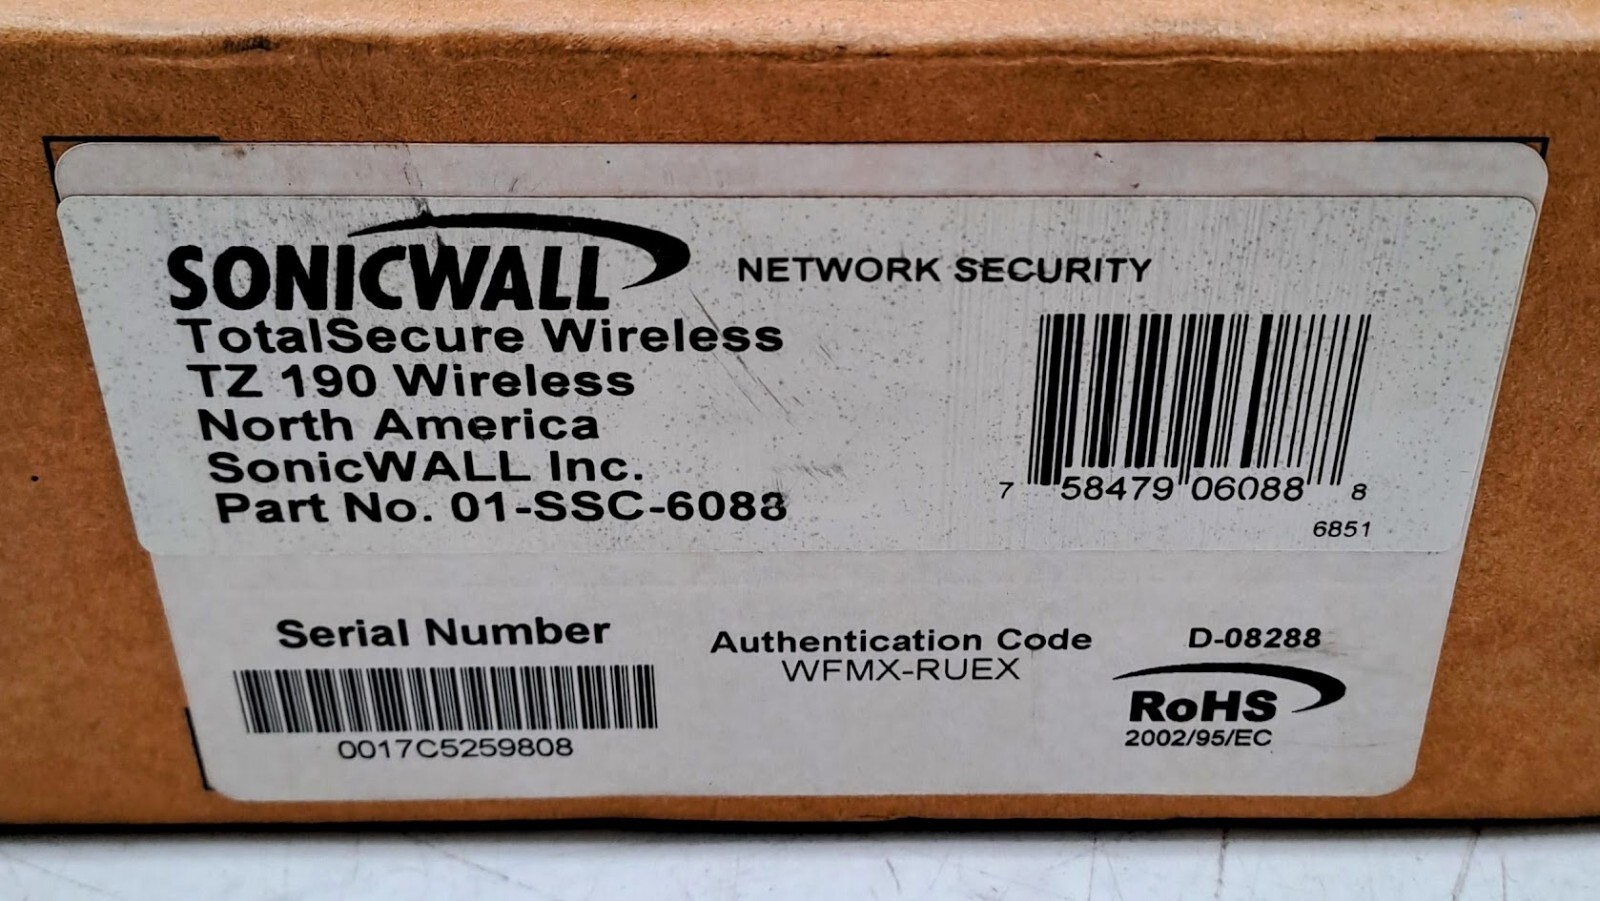 SONICWALL
NETWORK SECURITY
TotalSecure Wireless
TZ 190 Wireless
North America
SonicWALL Inc.
Part No. 01-SSC-6088
7 58479 06088 8
6851
Serial Number
0017C5259808
Authentication Code
WFMX-RUEX
D-08288
RoHS
2002/95/EC